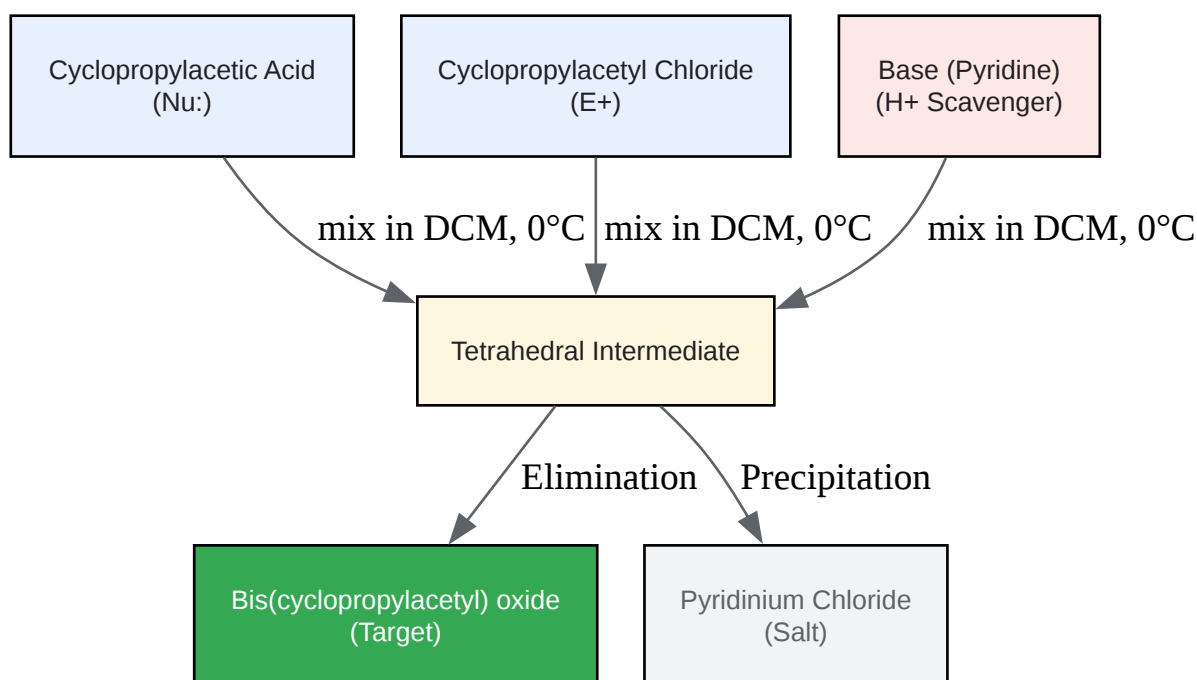 Cyclopropylacetic Acid
(Nu:)
Cyclopropylacetyl Chloride
(E+)
Base (Pyridine)
(H+ Scavenger)
mix in DCM, 0°C
mix in DCM, 0°C
mix in DCM, 0°C
Tetrahedral Intermediate
Elimination
Precipitation
Bis(cyclopropylacetyl) oxide
(Target)
Pyridinium Chloride
(Salt)